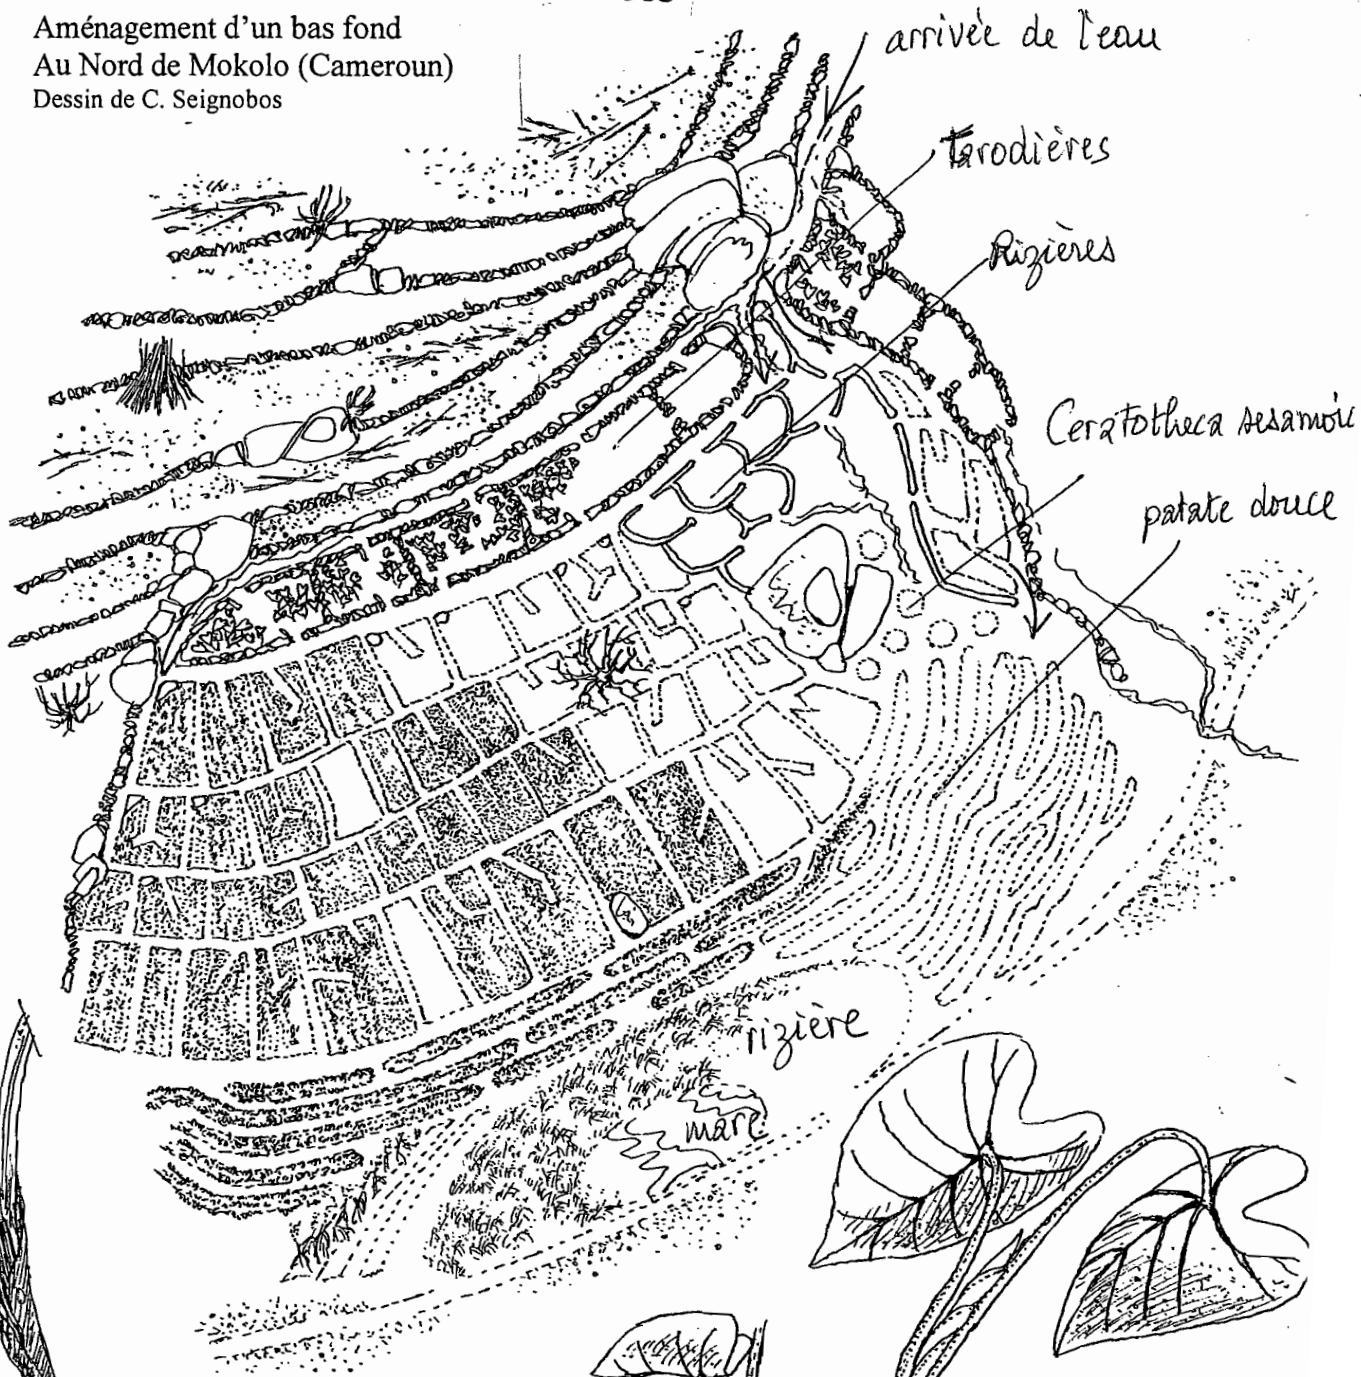 Aménagement d'un bas fond
Au Nord de Mokolo (Cameroun)
Dessin de C. Seignobos
arrivée de l'eau
Tarodières
Rizières
Ceratotheca
patate douce
rizière
mare